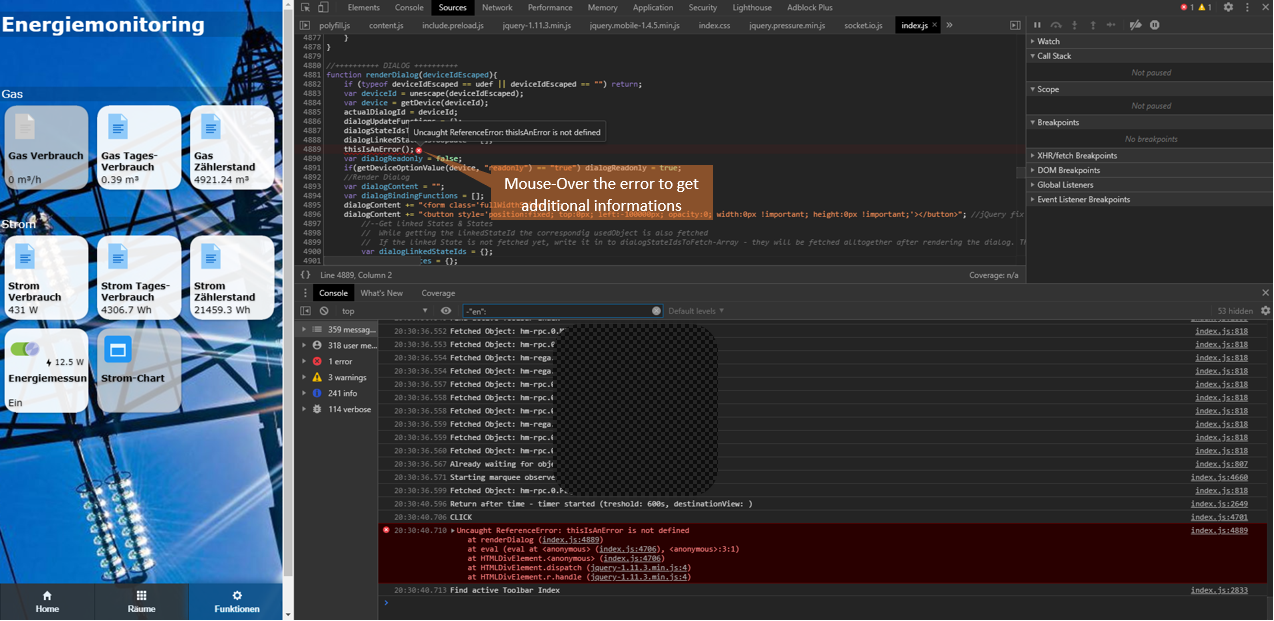 Energiemonitoring
Gas
Gas Verbrauch
0 m³/h
Gas Tages-
Verbrauch
0.39 m³
Gas
Zählerstand
4921.24 m³
Strom
Strom
Verbrauch
431 W
Strom Tages-
Verbrauch
4306.7 Wh
Strom
Zählerstand
21459.3 Wh
12.5 W
Energiemessun
Ein
Strom-Chart
Home
Räume
Funktionen
Elements Console Sources Network Performance Memory Application Security Lighthouse Adblock Plus
1 1
polyfill.js content.js include.preload.js jquery-1.11.3.min.js jquery.mobile-1.4.5.min.js index.css jquery.pressure.min.js socket.io.js index.js
4877 }
4878 }
4879
4880 //++++++++++ DIALOG ++++++++++
4881 function renderDialog(deviceIdEscaped){
4882 if (typeof deviceIdEscaped == udef || deviceIdEscaped == "") return;
4883 var deviceId = unescape(deviceIdEscaped);
4884 var device = getDevice(deviceId);
4885 actualDialogId = deviceId;
4886 dialogUpdateFunctions = {};
4887 dialogStateIdsT
Uncaught ReferenceError: thisIsAnError is not defined
4888
4889 thisIsAnError();
4890 var dialogReadonly = false;
4891 if(getDeviceOptionValue(device, "readonly") == "true") dialogReadonly = true;
4892 //Render Dialog
4893 var dialogContent = "";
4894 var dialogBindingFunctions = [];
4895 dialogContent += "<form class='fullWidth
4896 dialogContent += "<button style='position:fixed; top:0px; left:-100000px; opacity:0; width:0px !important; height:0px !important;'></button>"; //jQuery fix
4898 //--Get Linked States & States
4898 // While getting the LinkedStateId the correspondig usedObject is also fetched
4899 // If the Linked State is not fetched yet, write it in to dialogStateIdsToFetch-Array - they will be fetched alltogether after rendering the dialog.
4900 var dialogLinkedStateIds = {};
4901 es = {};
Mouse-Over the error to get
additional informations
{} Line 4889, Column 2
Coverage: n/a
Watch
Call Stack
Not paused
Scope
Not paused
Breakpoints
No breakpoints
XHR/fetch Breakpoints
DOM Breakpoints
Global Listeners
Event Listener Breakpoints
Console What's New Coverage
top
-"en":
Default levels
53 hidden
359 messag...
318 user me...
1 error
3 warnings
241 info
114 verbose
20:30:36.552 Fetched Object: hm-rpc.0. index.js:818
20:30:36.553 Fetched Object: hm-rpc.0. index.js:818
20:30:36.554 Fetched Object: hm-rega. index.js:818
20:30:36.554 Fetched Object: hm-rega. index.js:818
20:30:36.557 Fetched Object: hm-rpc.0. index.js:818
20:30:36.558 Fetched Object: hm-rpc.0. index.js:818
20:30:36.558 Fetched Object: hm-rpc.0. index.js:818
20:30:36.559 Fetched Object: hm-rega. index.js:818
20:30:36.559 Fetched Object: hm-rpc.0. index.js:818
20:30:36.560 Fetched Object: hm-rpc.0. index.js:818
20:30:36.567 Already waiting for obje index.js:807
20:30:36.571 Starting marquee observe index.js:4660
20:30:36.599 Fetched Object: hm-rpc.0. index.js:818
20:30:40.596 Return after time - timer started (treshold: 600s, destinationView: ) index.js:2649
20:30:40.706 CLICK index.js:4701
20:30:40.710 Uncaught ReferenceError: thisIsAnError is not defined index.js:4889
at renderDialog (index.js:4889)
at eval (eval at <anonymous> (index.js:4706), <anonymous>:3:1)
at HTMLDivElement.<anonymous> (index.js:4706)
at HTMLDivElement.dispatch (jquery-1.11.3.min.js:4)
at HTMLDivElement.r.handle (jquery-1.11.3.min.js:4)
20:30:40.713 Find active Toolbar Index index.js:2833